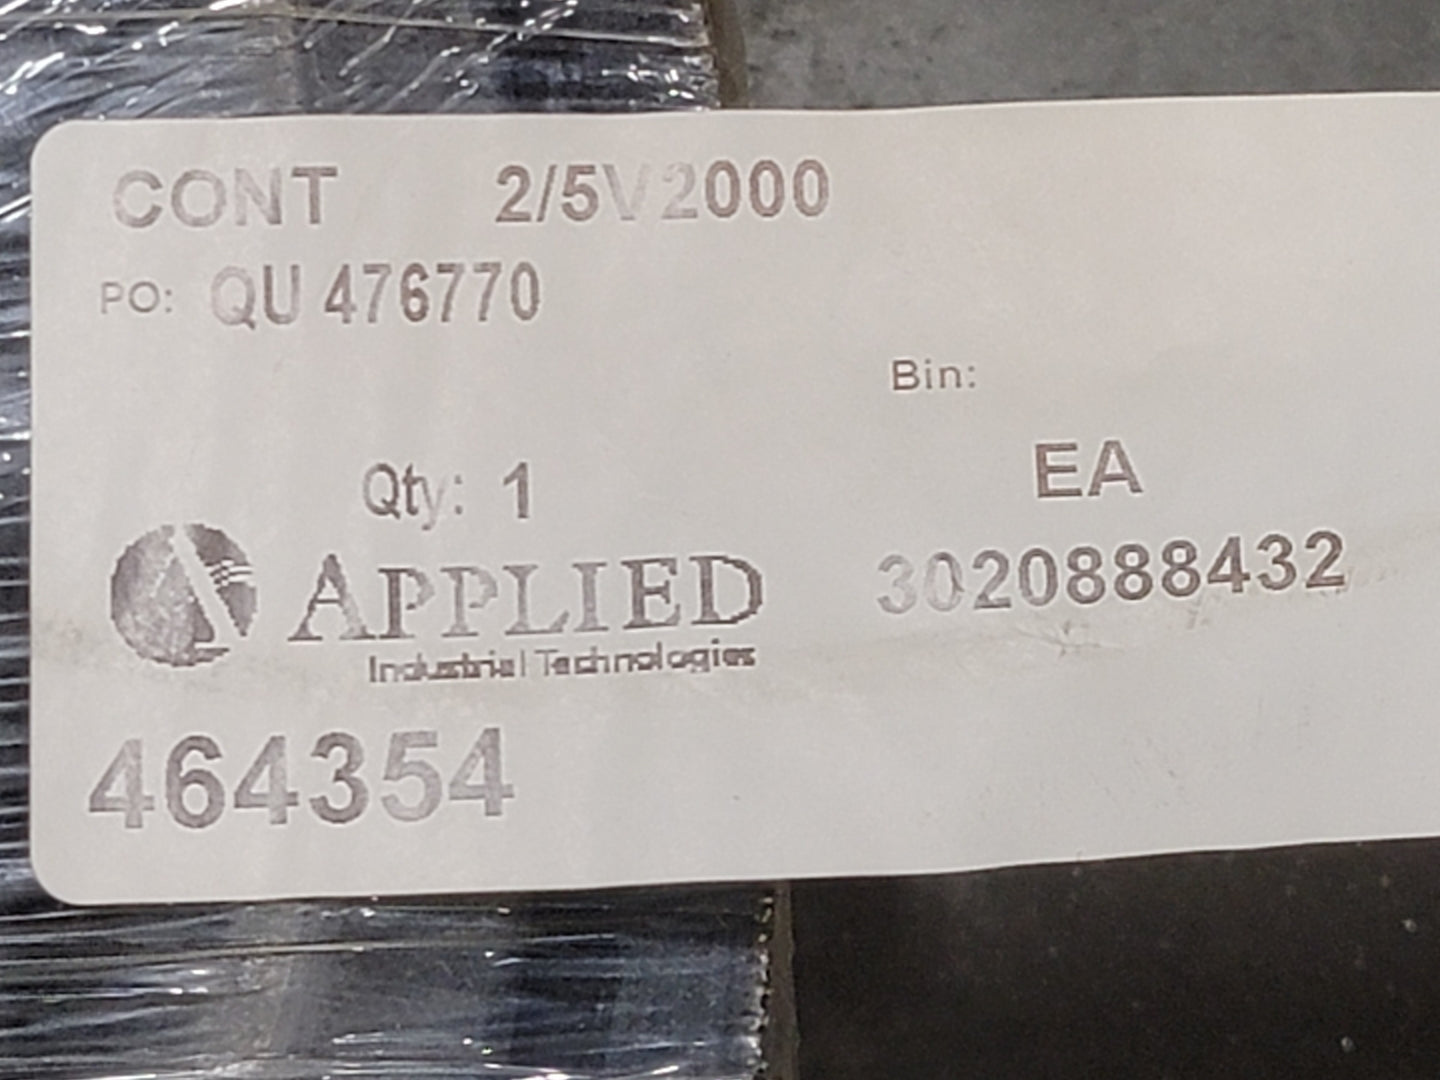 CONT 2/5V2000
PO: QU 476770
Bin:
Qty: 1 EA
APPLIED 3020888432
Industrial Technologies
464354